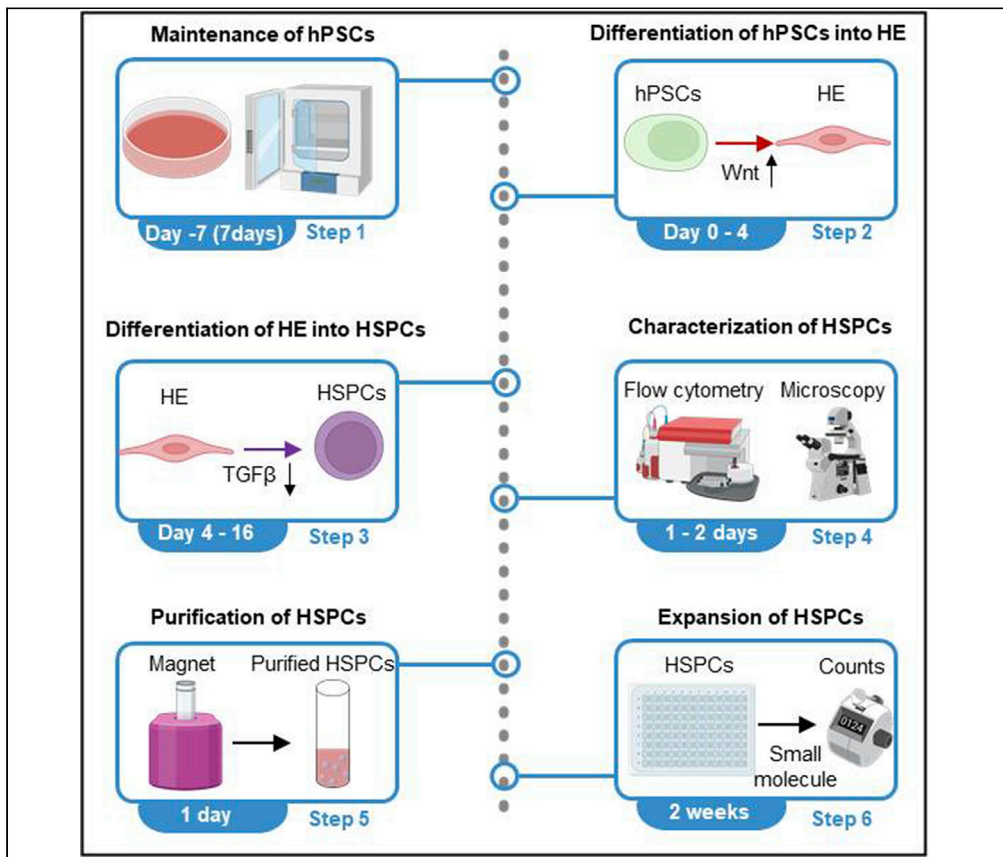 Maintenance of hPSCs
Day -7 (7days) Step 1
Differentiation of hPSCs into HE
hPSCs HE
Wnt
Day 0 - 4 Step 2
Differentiation of HE into HSPCs
HE HSPCs
TGFβ
Day 4 - 16 Step 3
Characterization of HSPCs
Flow cytometry Microscopy
1 - 2 days Step 4
Purification of HSPCs
Magnet Purified HSPCs
1 day Step 5
Expansion of HSPCs
HSPCs Counts
0124
Small
molecule
2 weeks Step 6